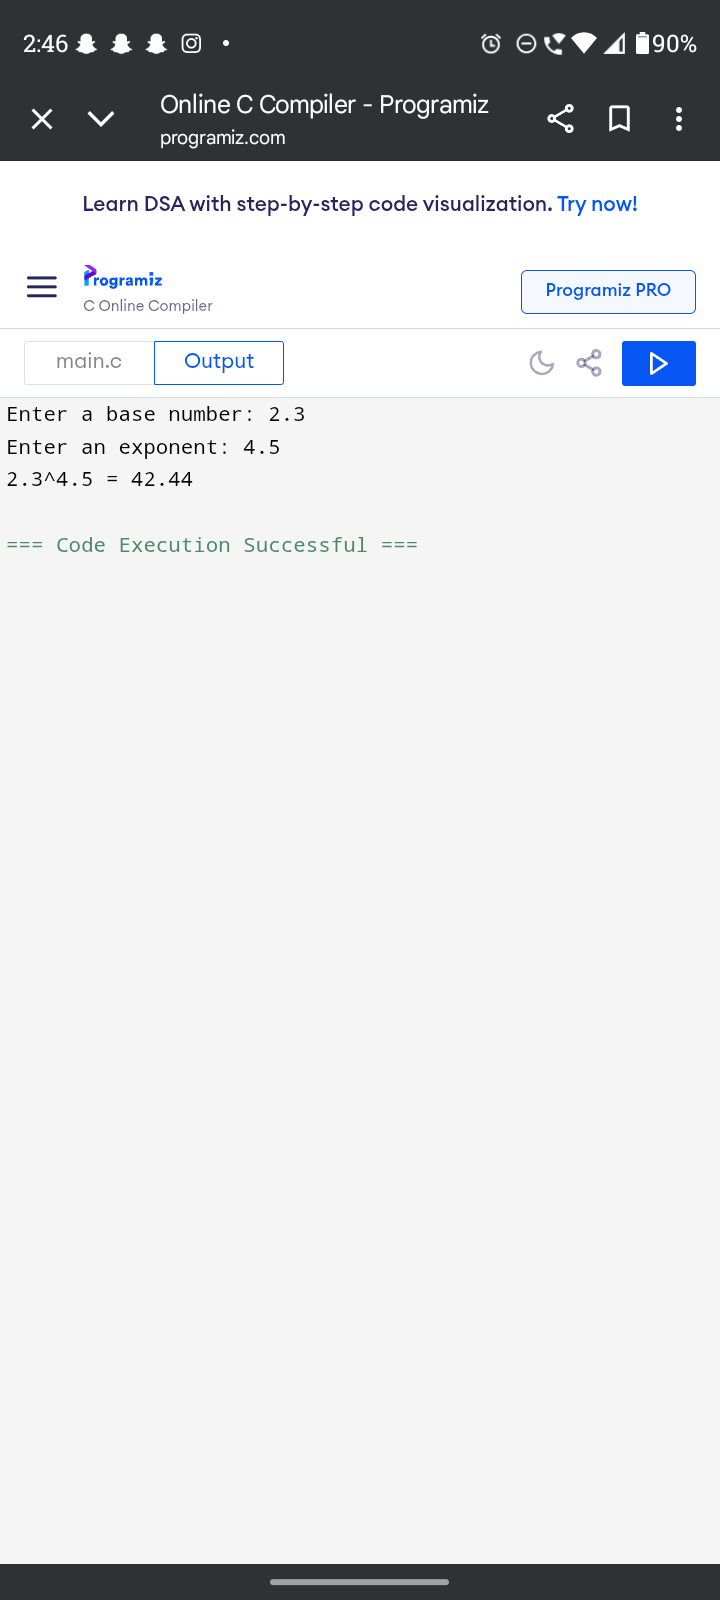 2:46
90%
Online C Compiler - Programiz
programiz.com
Learn DSA with step-by-step code visualization. Try now!
Programiz
C Online Compiler
Programiz PRO
main.c
Output
Enter a base number: 2.3
Enter an exponent: 4.5
2.3^4.5 = 42.44
=== Code Execution Successful ===